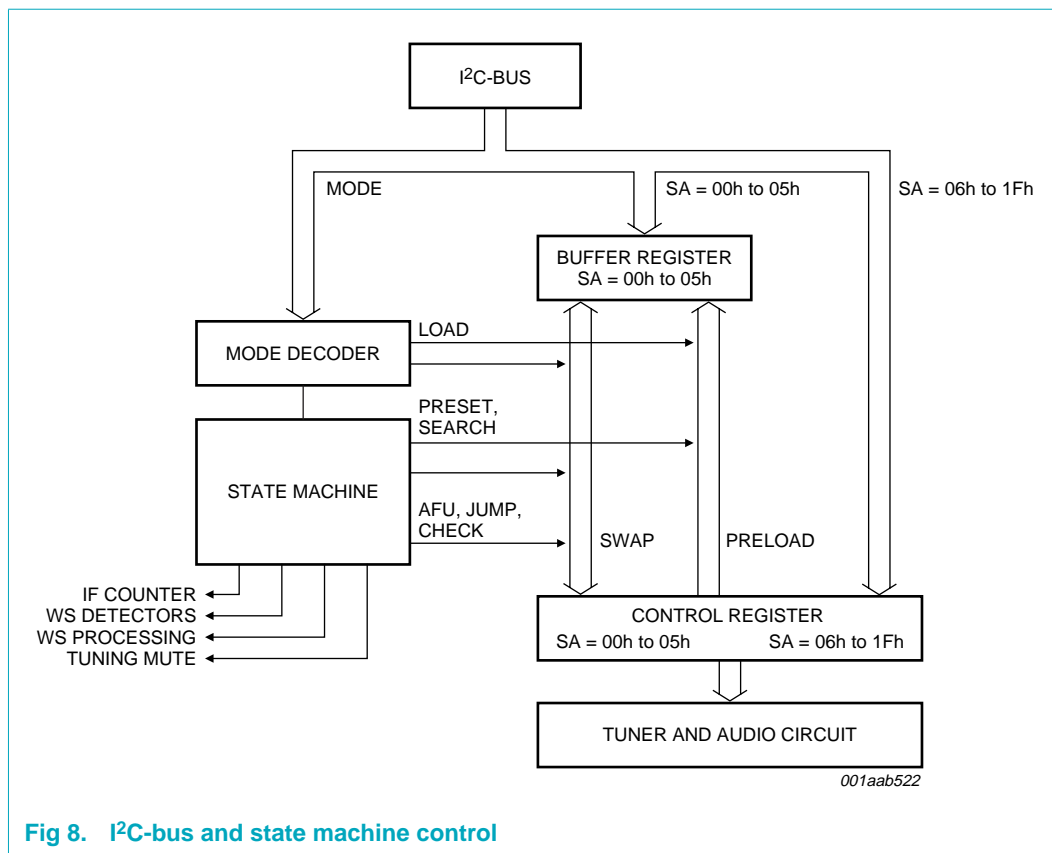 I²C-BUS
MODE
SA = 00h to 05h
SA = 06h to 1Fh
BUFFER REGISTER
SA = 00h to 05h
MODE DECODER
LOAD
PRESET,
SEARCH
STATE MACHINE
AFU, JUMP,
CHECK
SWAP
PRELOAD
IF COUNTER
WS DETECTORS
WS PROCESSING
TUNING MUTE
CONTROL REGISTER
SA = 00h to 05h
SA = 06h to 1Fh
TUNER AND AUDIO CIRCUIT
001aab522
Fig 8. I²C-bus and state machine control